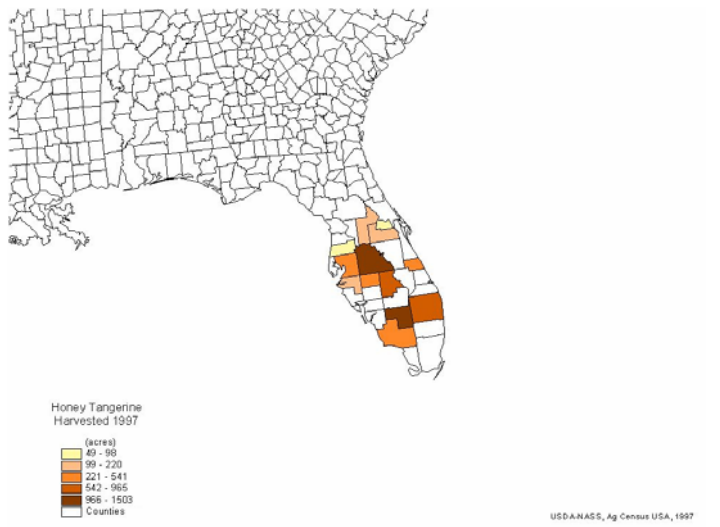 Honey Tangerine
Harvested 1997
(acres)
49 - 98
99 - 220
221 - 541
542 - 965
966 - 1503
Counties
USDA-NASS, Ag Census USA, 1997